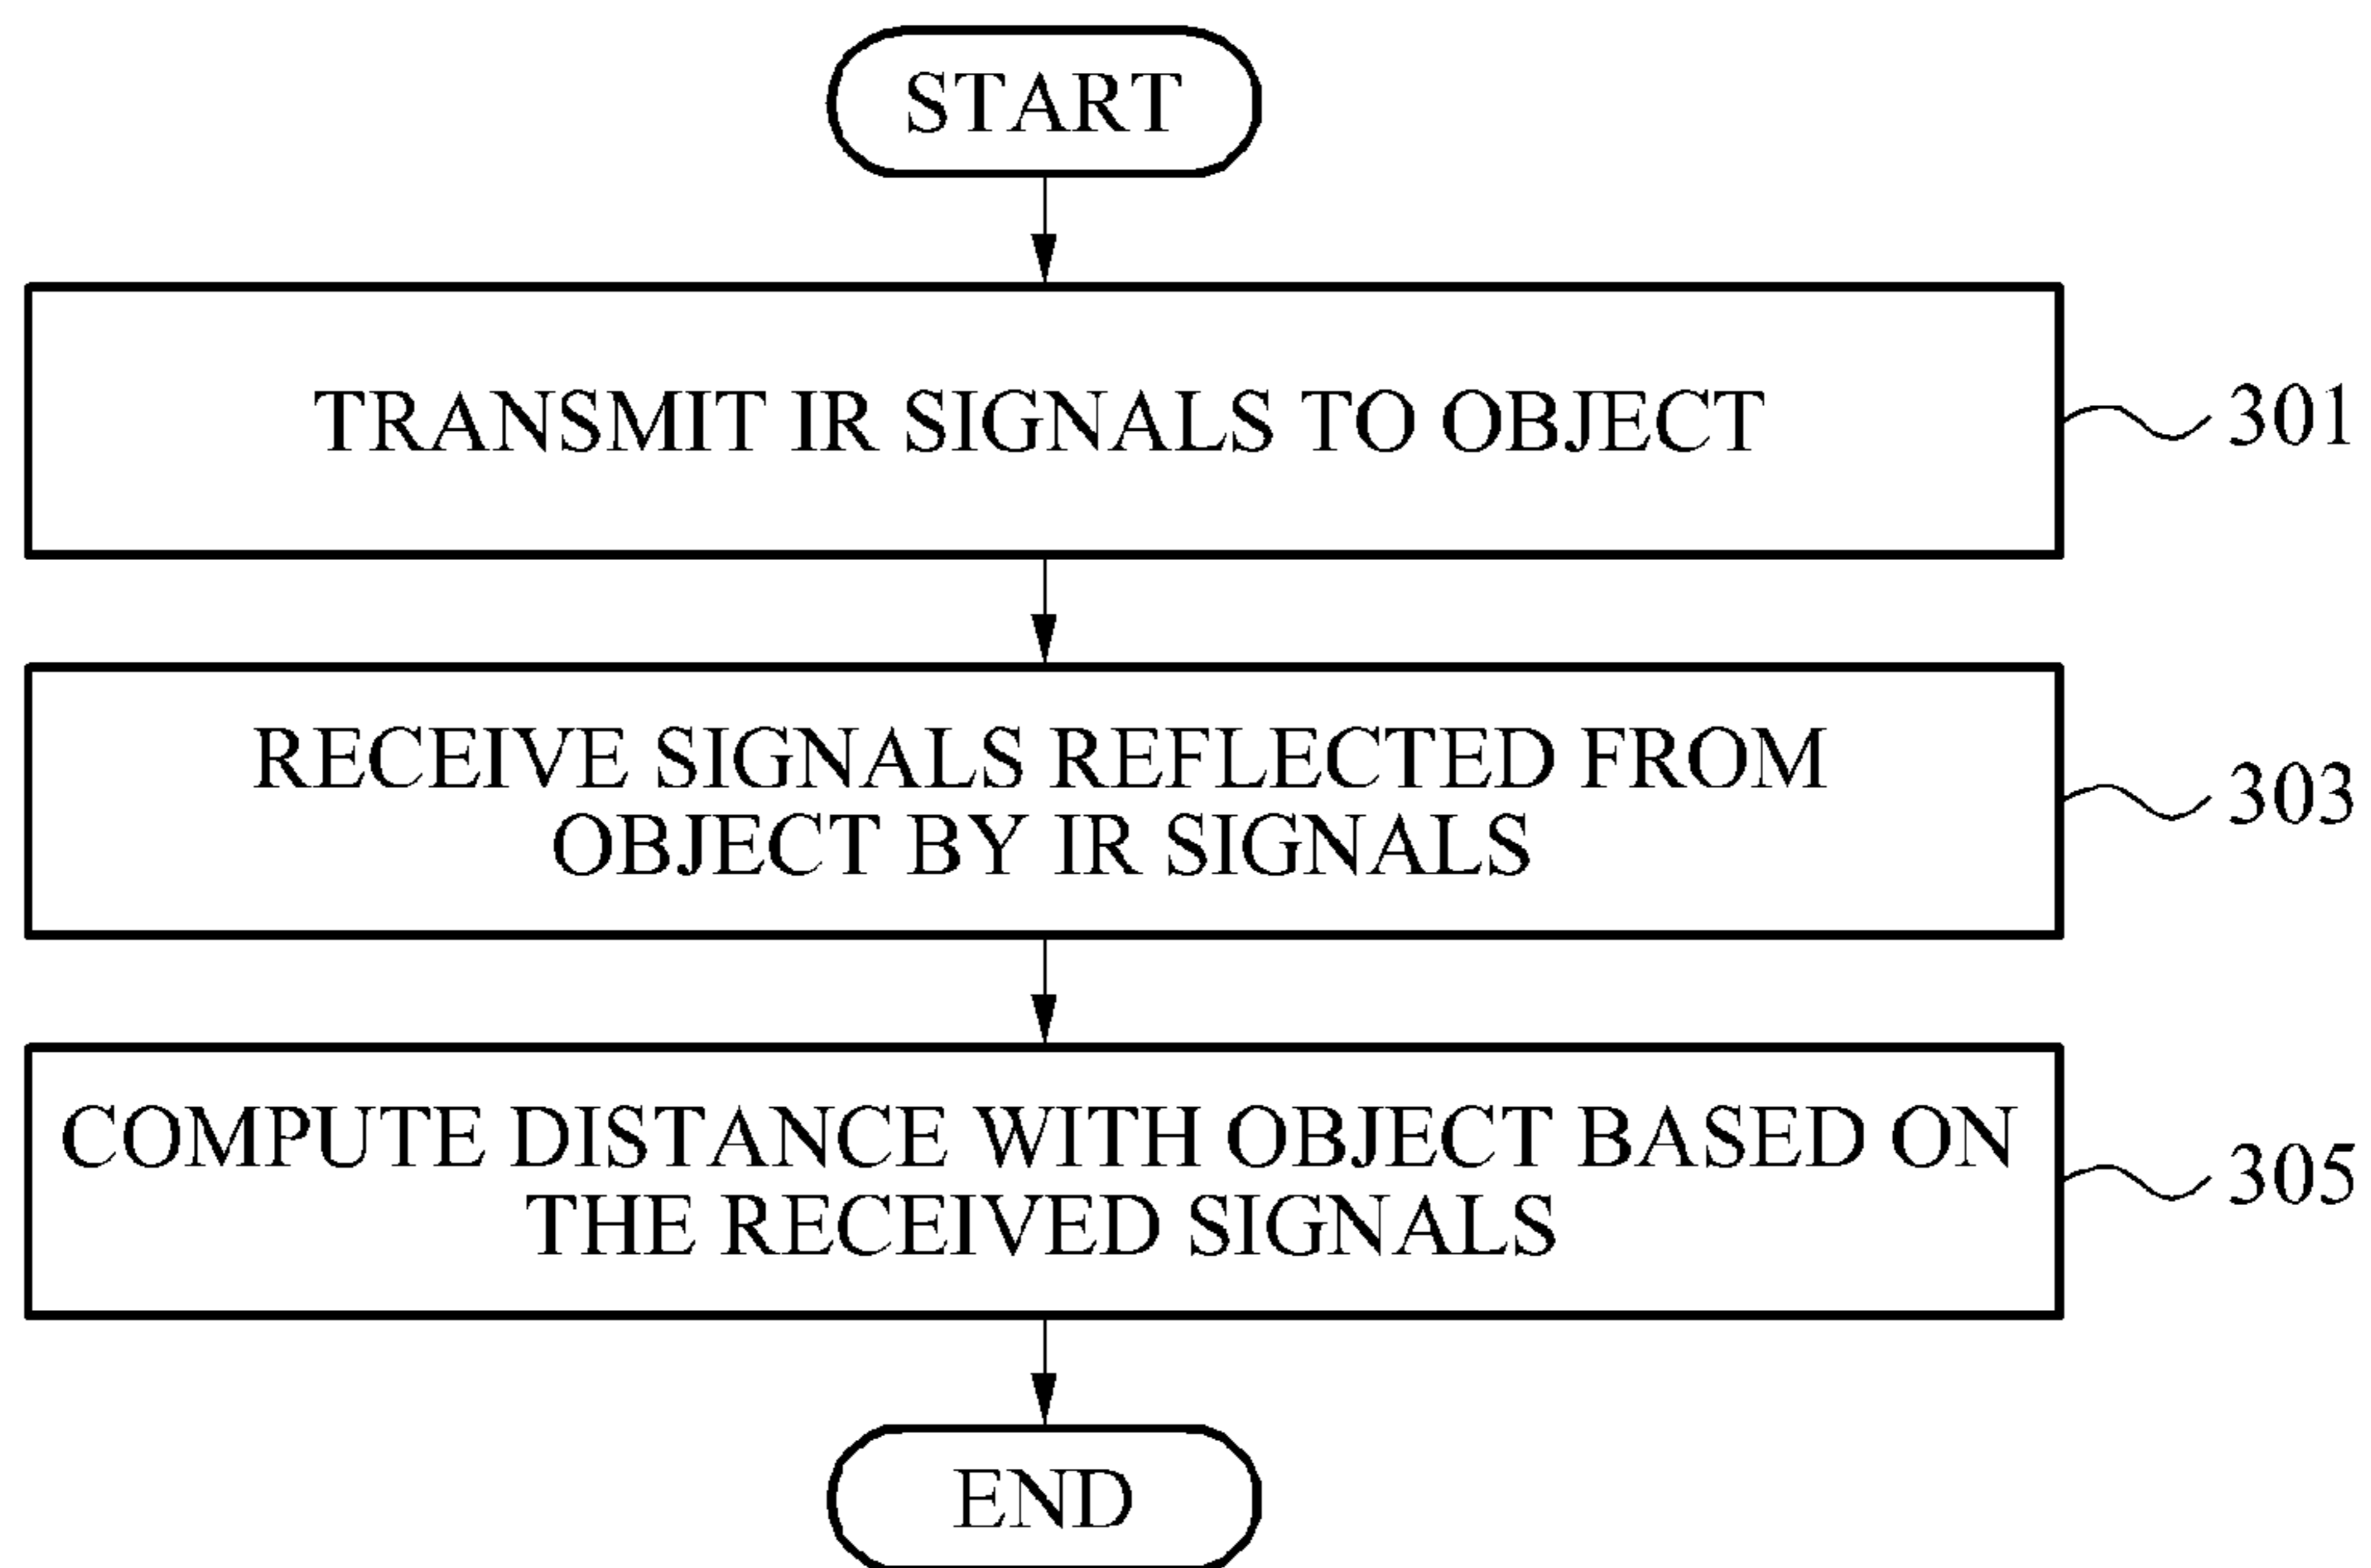 START
TRANSMIT IR SIGNALS TO OBJECT
301
RECEIVE SIGNALS REFLECTED FROM
OBJECT BY IR SIGNALS
303
COMPUTE DISTANCE WITH OBJECT BASED ON
THE RECEIVED SIGNALS
305
END